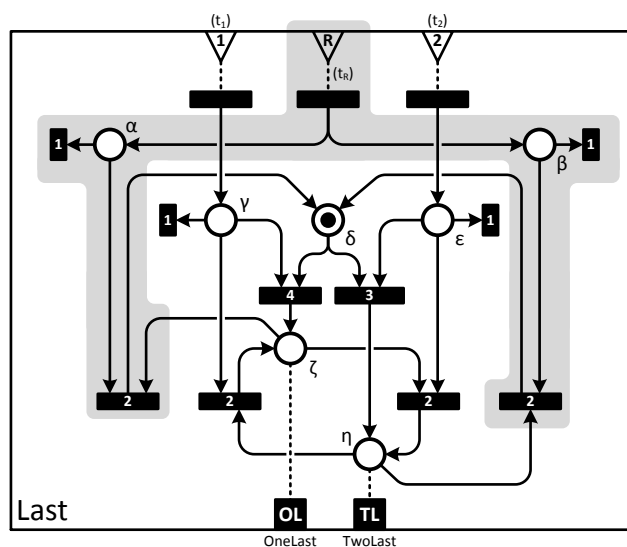 (t₁) (t₂)
1 R 2
(t_R)
α β
1 1
γ δ ε
1 1
4 3
ζ
2 2 2 2
η
Last OL TL
OneLast TwoLast